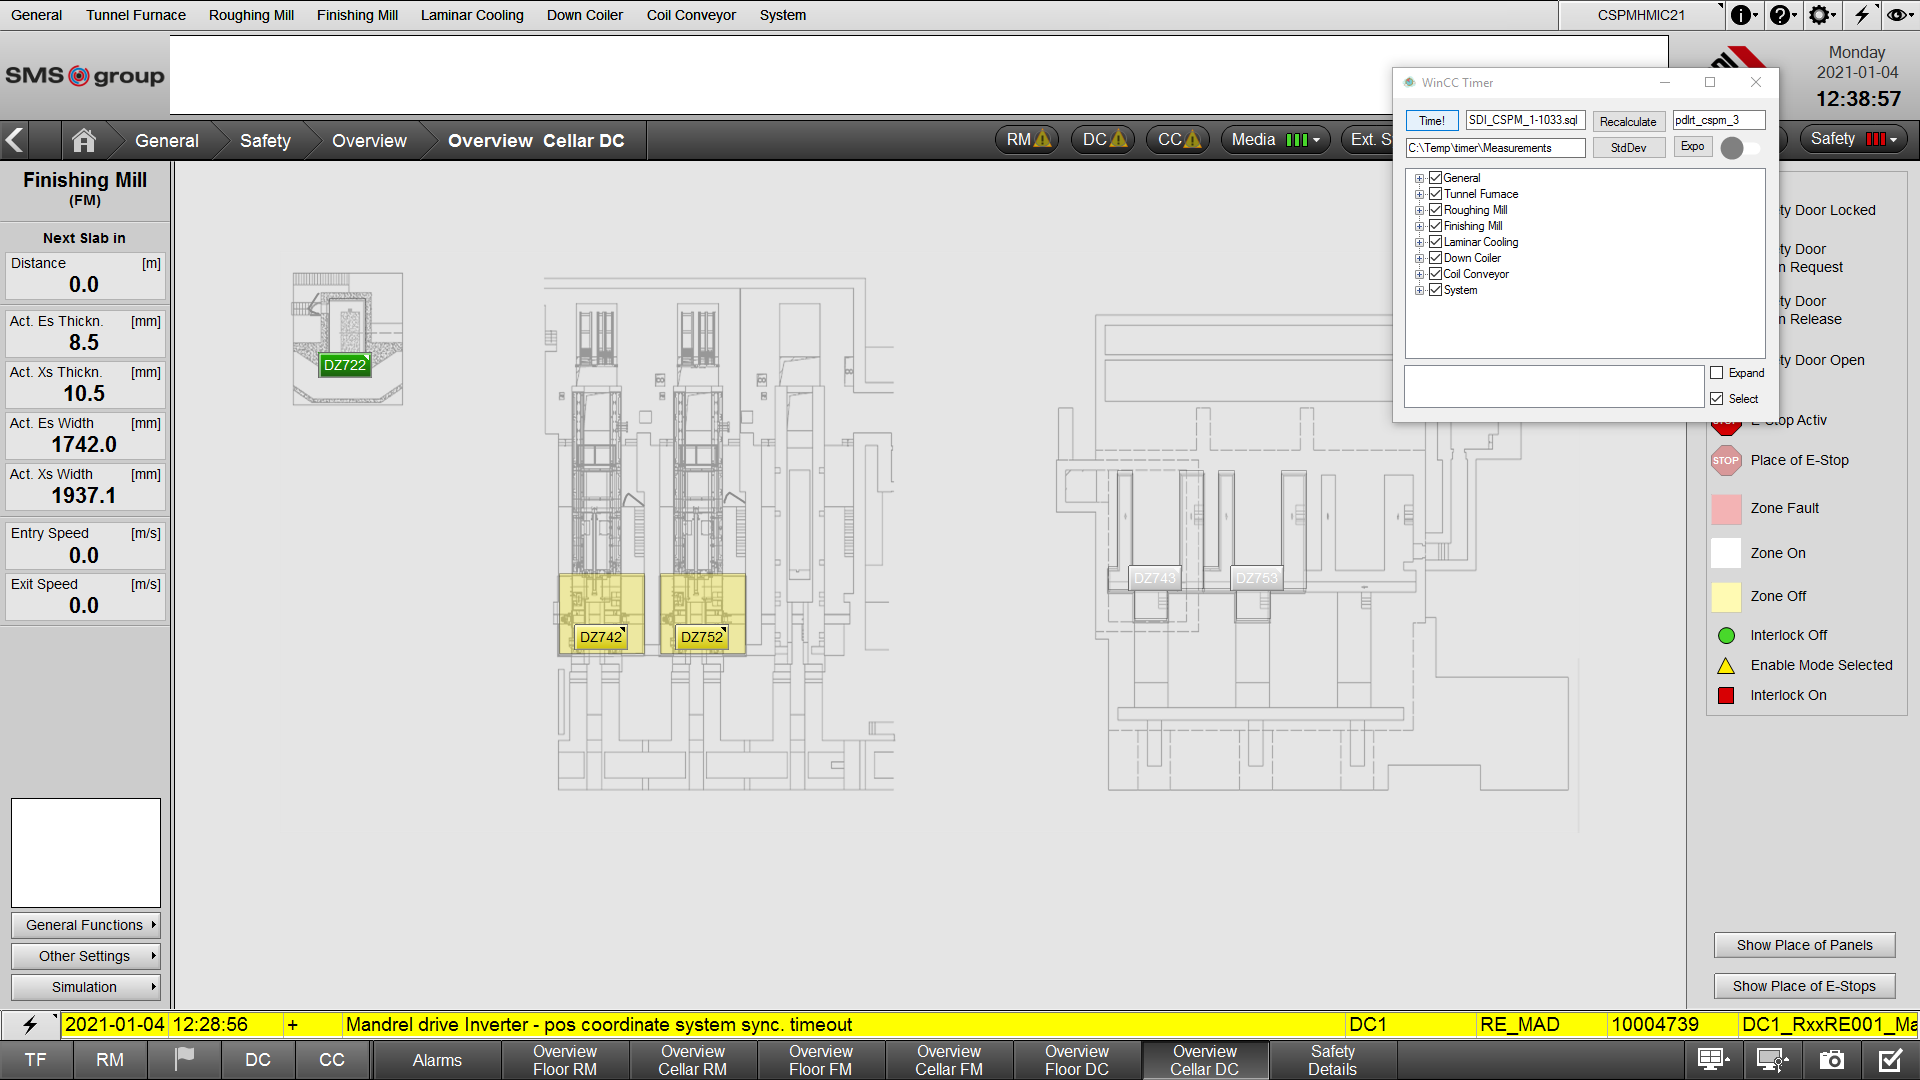 General Tunnel Furnace Roughing Mill Finishing Mill Laminar Cooling Down Coiler Coil Conveyor System CSPMHMIC21
SMS group
Monday
2021-01-04
12:38:57
General Safety Overview Overview Cellar DC RM DC CC Media Ext. S Safety
WinCC Timer
Time! SDI_CSPM_1-1033.sql Recalculate pdlrt_cspm_3
C:\Temp\timer\Measurements StdDev Expo
General
Tunnel Furnace
Roughing Mill
Finishing Mill
Laminar Cooling
Down Coiler
Coil Conveyor
System
Expand
Select
Finishing Mill
(FM)
Next Slab in
Distance [m]
0.0
Act. Es Thickn. [mm]
8.5
Act. Xs Thickn. [mm]
10.5
Act. Es Width [mm]
1742.0
Act. Xs Width [mm]
1937.1
Entry Speed [m/s]
0.0
Exit Speed [m/s]
0.0
General Functions
Other Settings
Simulation
DZ722
DZ742 DZ752
DZ743 DZ753
ty Door Locked
ty Door
n Request
ty Door
n Release
ty Door Open
E-Stop Activ
STOP Place of E-Stop
Zone Fault
Zone On
Zone Off
Interlock Off
Enable Mode Selected
Interlock On
Show Place of Panels
Show Place of E-Stops
2021-01-04 12:28:56 + Mandrel drive Inverter - pos coordinate system sync. timeout DC1 RE_MAD 10004739 DC1_RxxRE001_Ma
TF RM DC CC Alarms
Overview
Floor RM
Overview
Cellar RM
Overview
Floor FM
Overview
Cellar FM
Overview
Floor DC
Overview
Cellar DC
Safety
Details